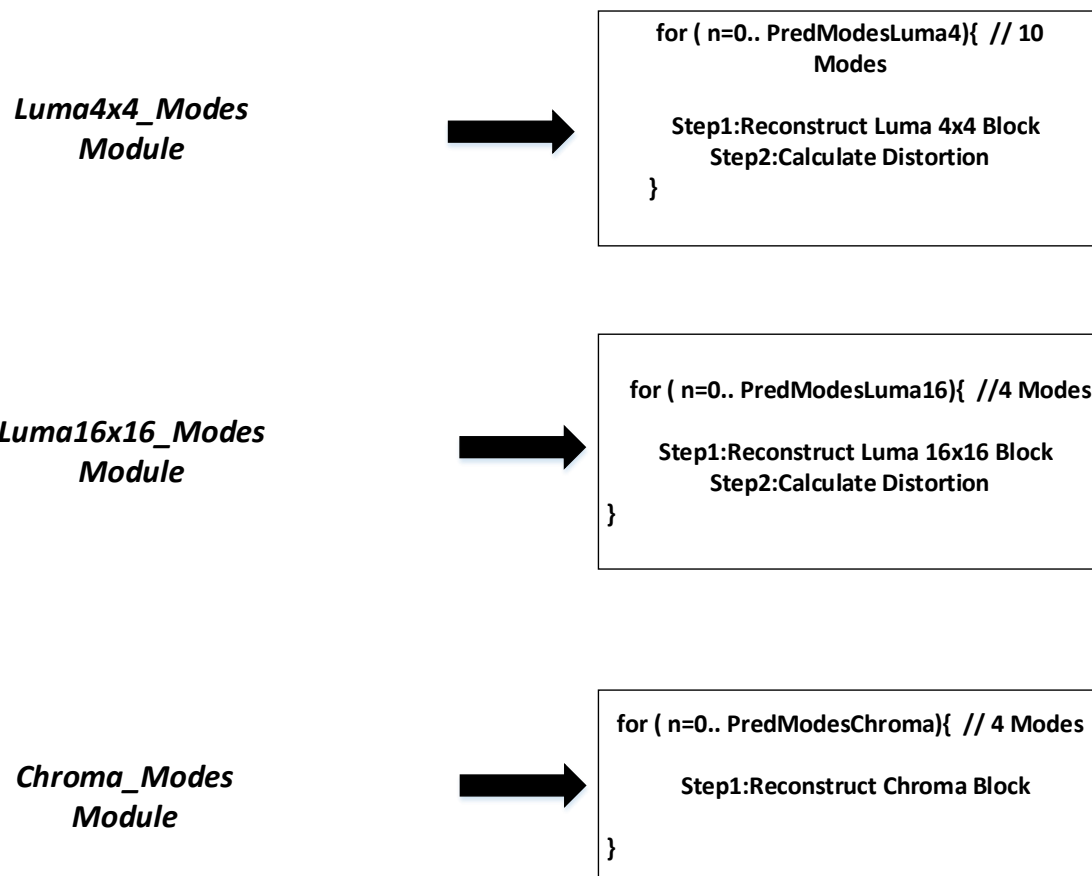 Luma4x4_Modes
Module
for ( n=0.. PredModesLuma4){  // 10
Modes
Step1:Reconstruct Luma 4x4 Block
Step2:Calculate Distortion
}
Luma16x16_Modes
Module
for ( n=0.. PredModesLuma16){  //4 Modes
Step1:Reconstruct Luma 16x16 Block
Step2:Calculate Distortion
}
Chroma_Modes
Module
for ( n=0.. PredModesChroma){  // 4 Modes
Step1:Reconstruct Chroma Block
}